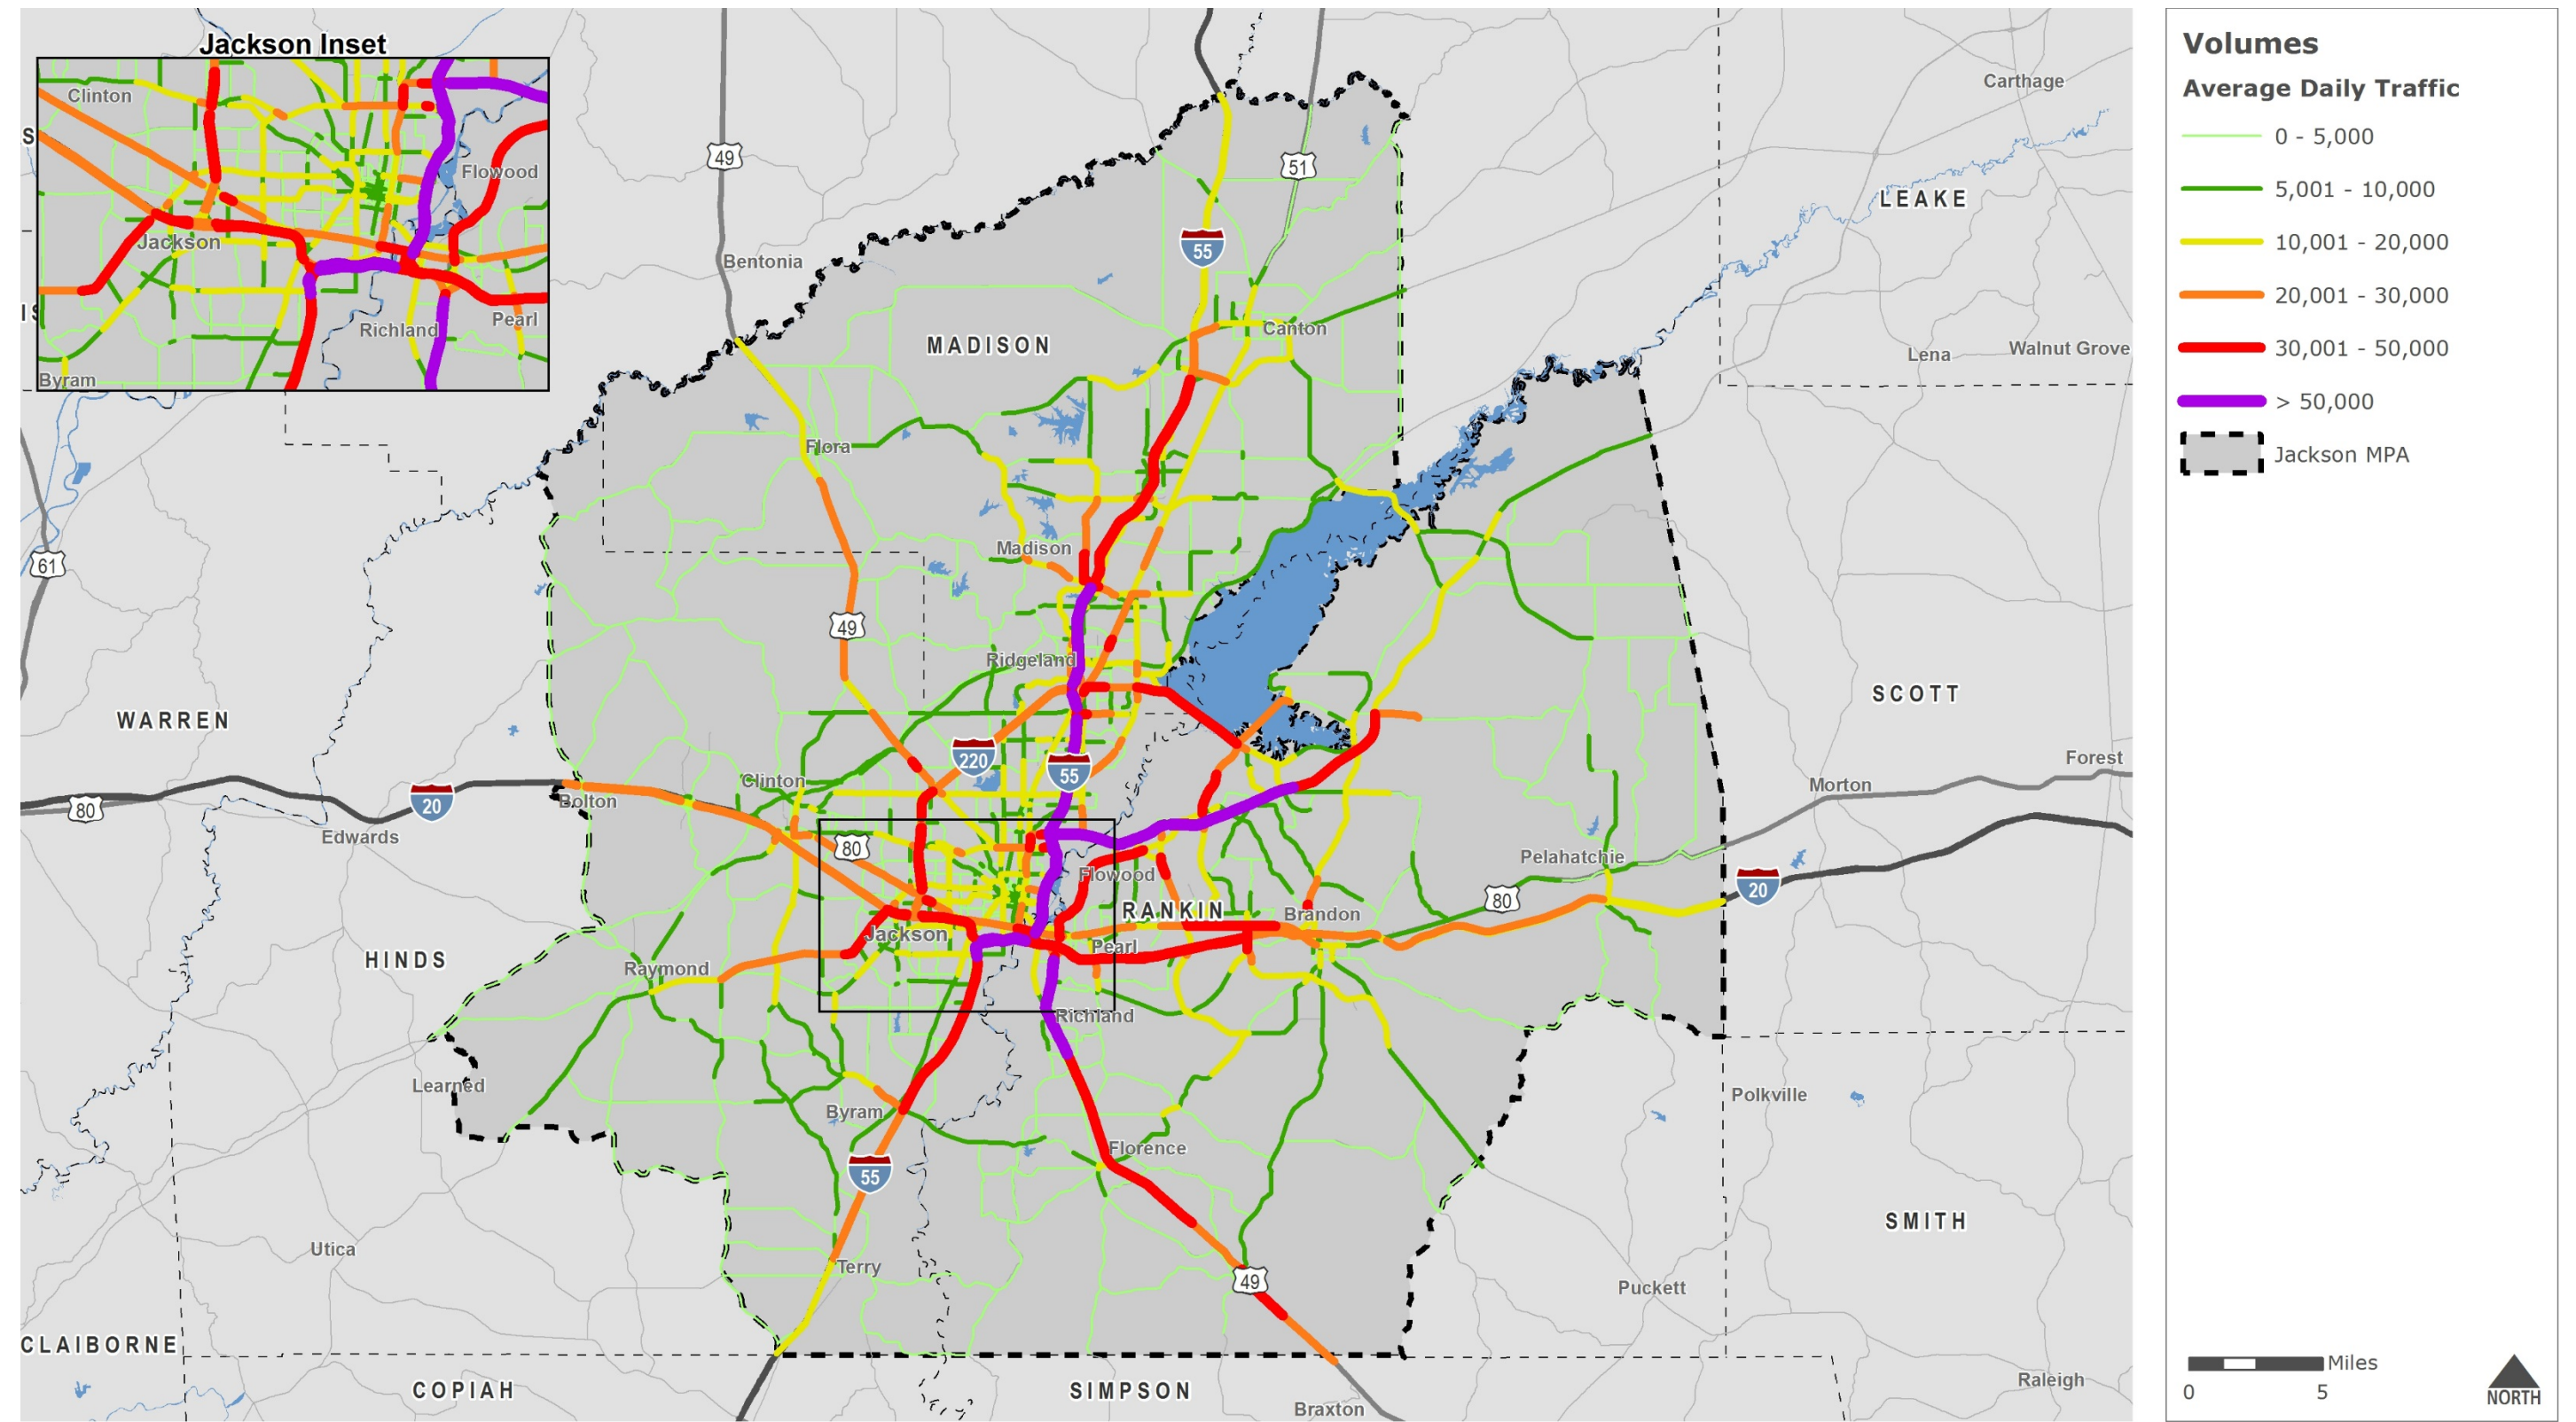 Jackson Inset
Clinton
Flowood
Jackson
Richland
Pearl
Byram
S
IS
49
51
55
Carthage
LEAKE
Bentonia
MADISON
Canton
Lena
Walnut Grove
Flora
61
Madison
49
Ridgeland
WARREN
SCOTT
220
55
Forest
Clinton
Morton
80
20
Bolton
Edwards
80
Pelahatchie
Flowood
20
80
RANKIN
Brandon
Jackson
Pearl
HINDS
Raymond
Richland
Learned
Polkville
Byram
Florence
55
SMITH
Utica
Terry
49
Puckett
CLAIBORNE
COPIAH
SIMPSON
Raleigh
Braxton
Volumes
Average Daily Traffic
0 - 5,000
5,001 - 10,000
10,001 - 20,000
20,001 - 30,000
30,001 - 50,000
> 50,000
Jackson MPA
Miles
0 5
NORTH